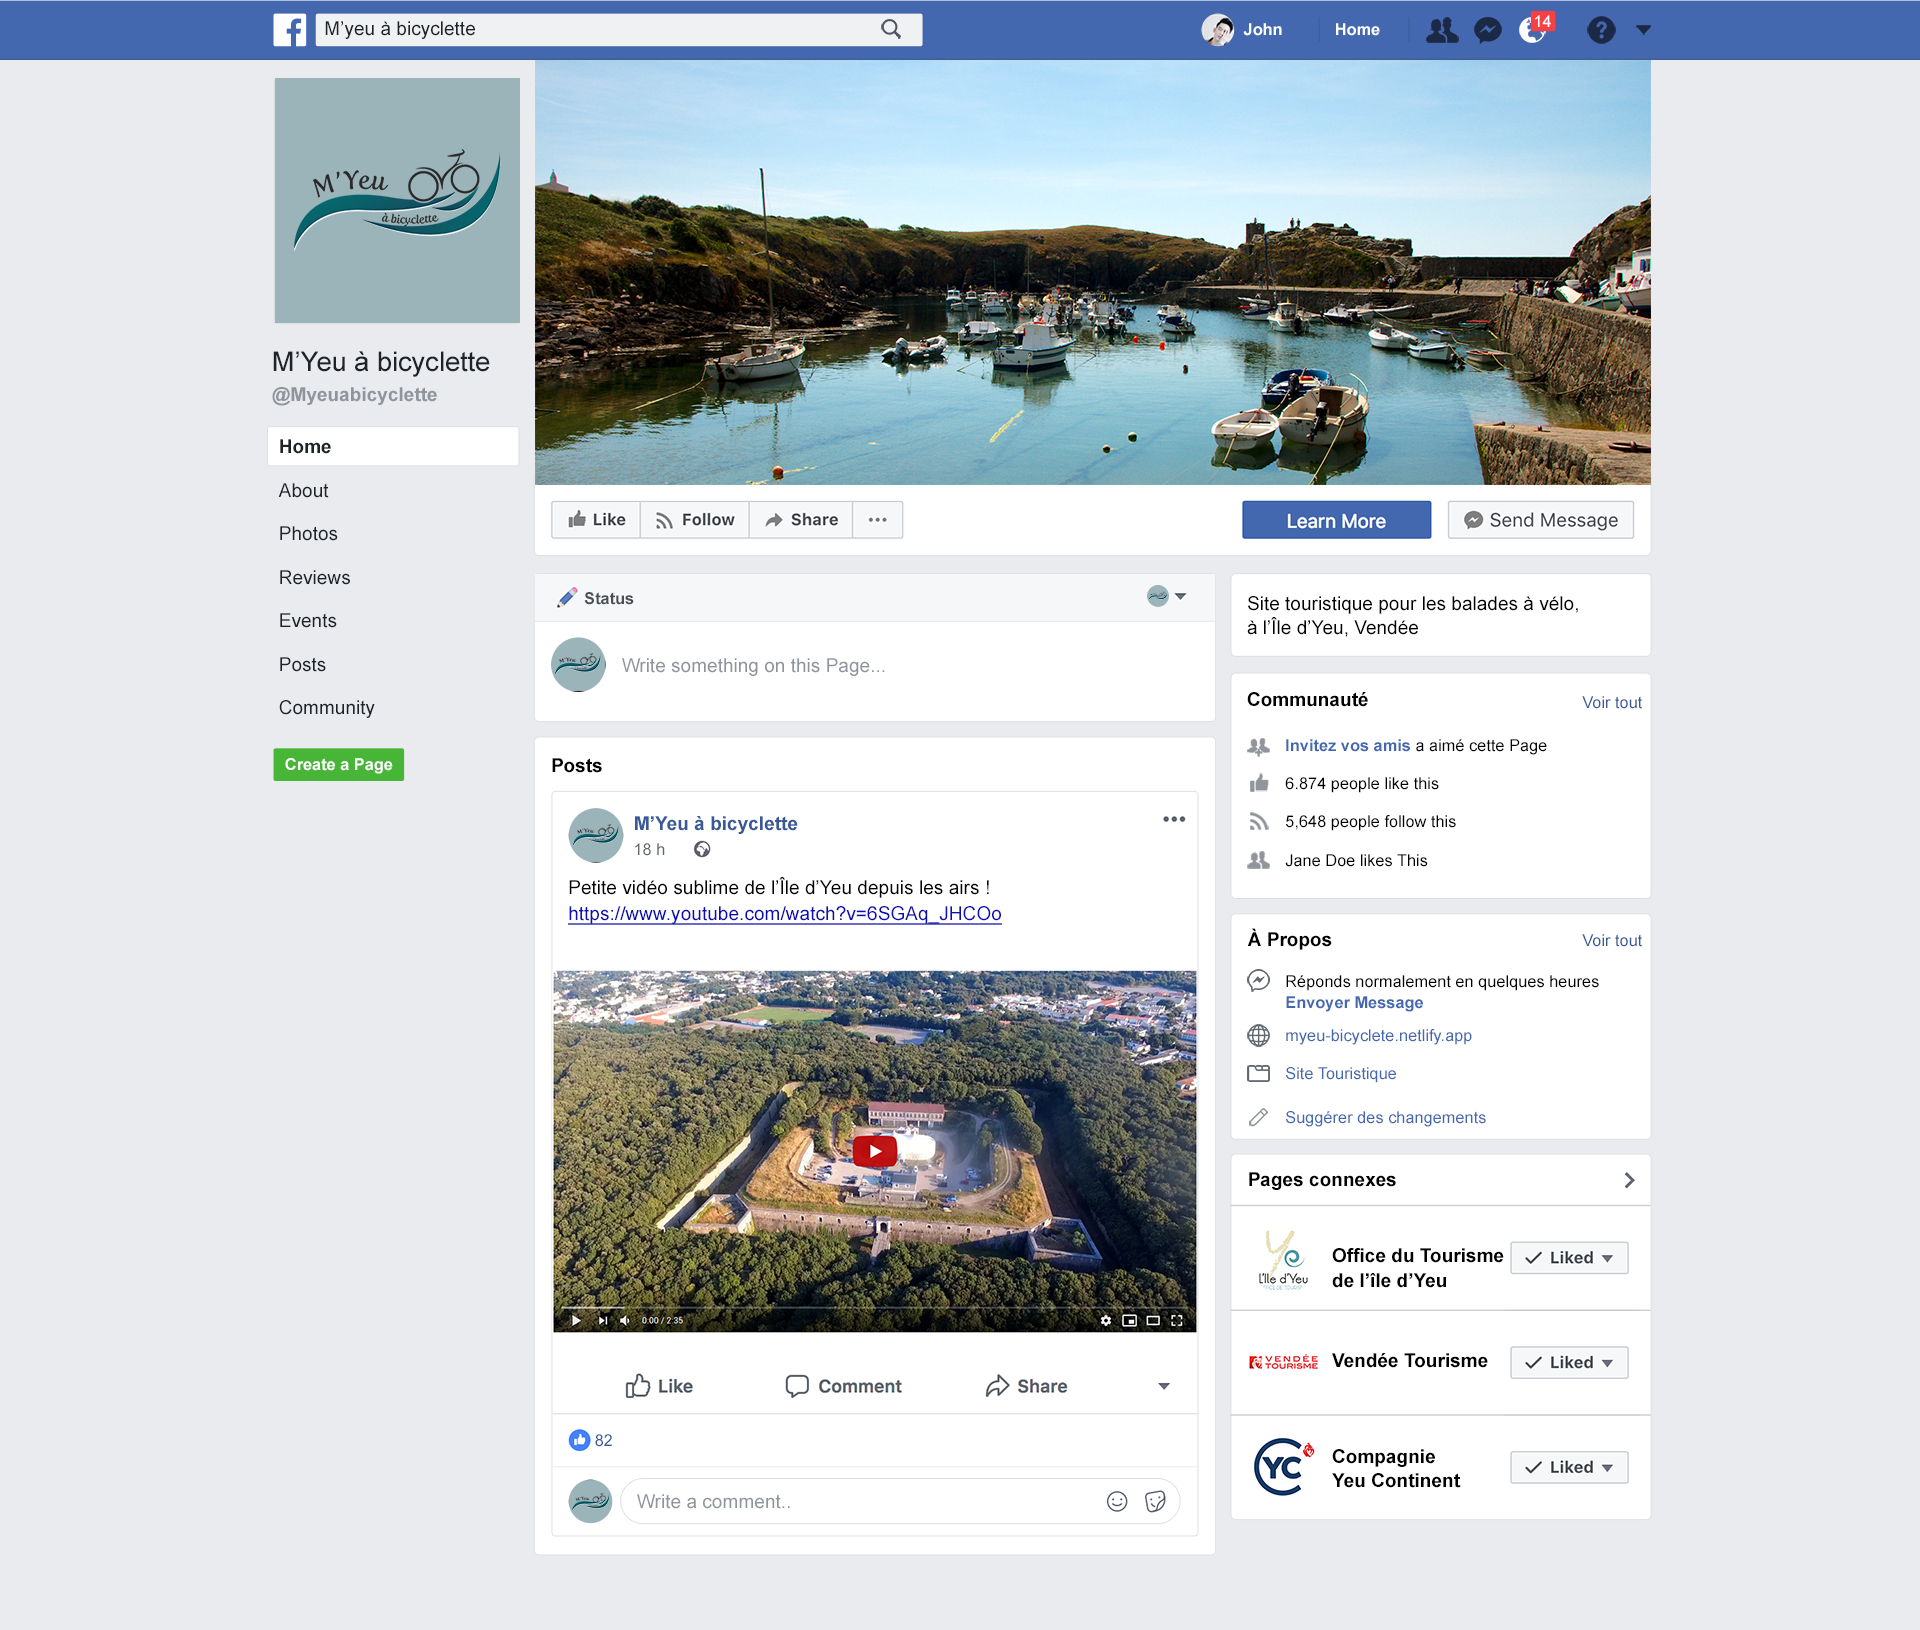 M'yeu à bicyclette
John
Home
14
?
M'Yeu
à bicyclette
M'Yeu à bicyclette
@Myeuabicyclette
Home
About
Photos
Reviews
Events
Posts
Community
Create a Page
Like
Follow
Share
Learn More
Send Message
Status
Write something on this Page...
Posts
M'Yeu à bicyclette
18 h
Petite vidéo sublime de l'Île d'Yeu depuis les airs !
https://www.youtube.com/watch?v=6SGAq_JHCOo
0:00 / 2:35
Like
Comment
Share
82
Write a comment..
Site touristique pour les balades à vélo,
à l'Île d'Yeu, Vendée
Communauté
Voir tout
Invitez vos amis a aimé cette Page
6.874 people like this
5,648 people follow this
Jane Doe likes This
À Propos
Voir tout
Réponds normalement en quelques heures
Envoyer Message
myeu-bicyclete.netlify.app
Site Touristique
Suggérer des changements
Pages connexes
L'Ile d'Yeu
Office du Tourisme
de l'île d'Yeu
Liked
VENDÉE
TOURISME
Vendée Tourisme
Liked
YC
Compagnie
Yeu Continent
Liked